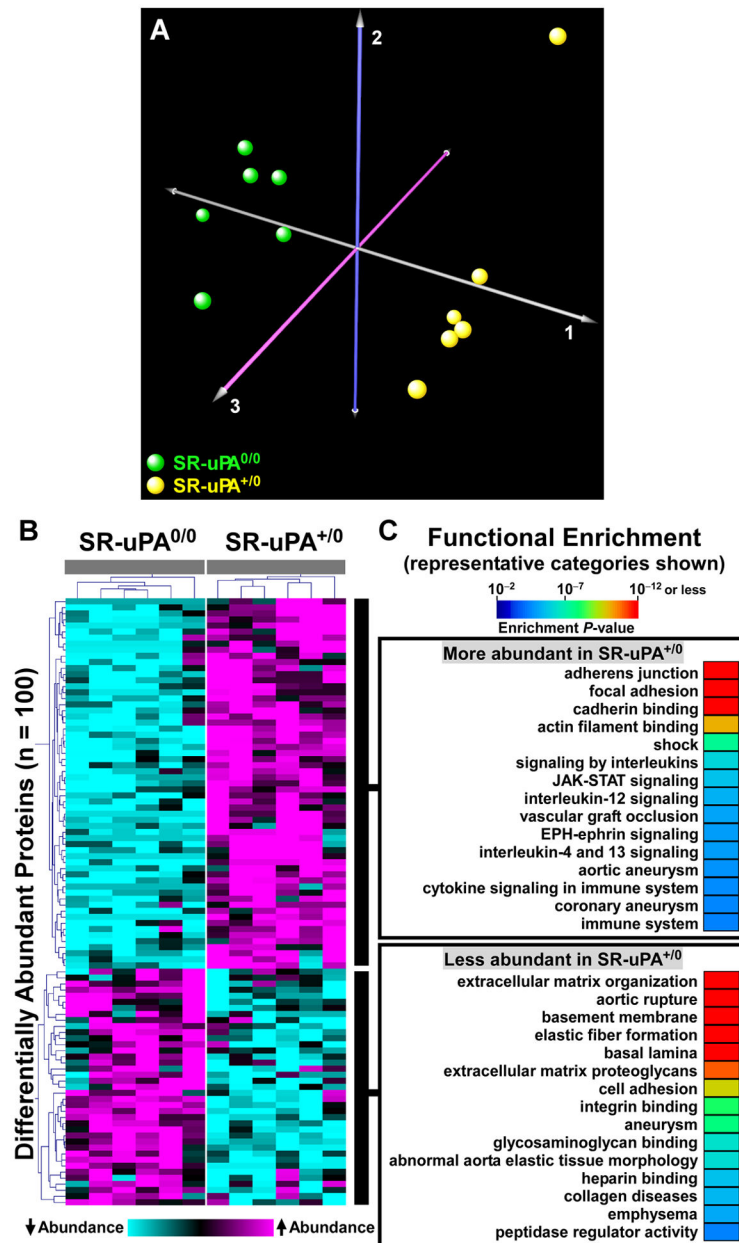 A
2
1
3
SR-uPA0/0
SR-uPA+/0
B
SR-uPA0/0 SR-uPA+/0
Differentially Abundant Proteins (n = 100)
Abundance Abundance
C Functional Enrichment
(representative categories shown)
10−2 10−7 10−12 or less
Enrichment P-value
More abundant in SR-uPA+/0
adherens junction
focal adhesion
cadherin binding
actin filament binding
shock
signaling by interleukins
JAK-STAT signaling
interleukin-12 signaling
vascular graft occlusion
EPH-ephrin signaling
interleukin-4 and 13 signaling
aortic aneurysm
cytokine signaling in immune system
coronary aneurysm
immune system
Less abundant in SR-uPA+/0
extracellular matrix organization
aortic rupture
basement membrane
elastic fiber formation
basal lamina
extracellular matrix proteoglycans
cell adhesion
integrin binding
aneurysm
glycosaminoglycan binding
abnormal aorta elastic tissue morphology
heparin binding
collagen diseases
emphysema
peptidase regulator activity